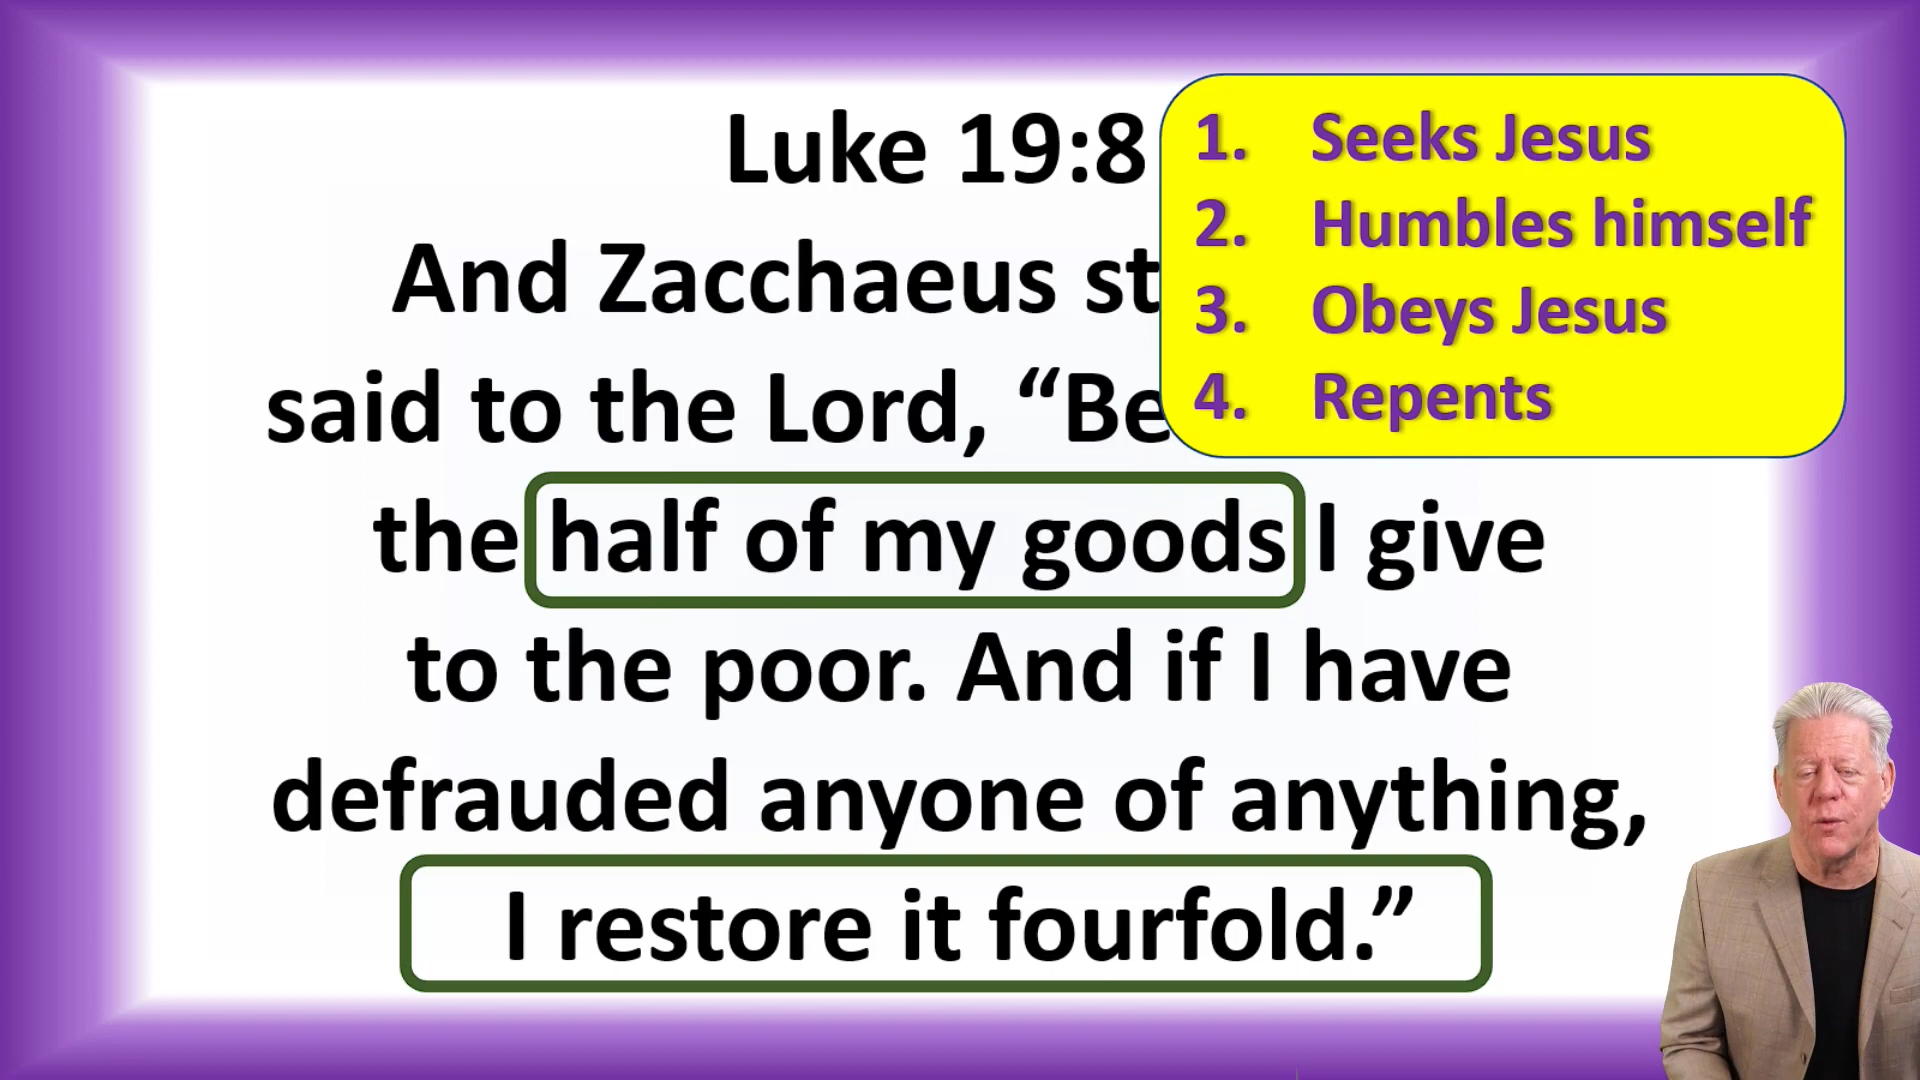 Luke 19:8
And Zacchaeus st
said to the Lord, “Be
the half of my goods I give
to the poor. And if I have
defrauded anyone of anything,
I restore it fourfold.”
1. Seeks Jesus
2. Humbles himself
3. Obeys Jesus
4. Repents